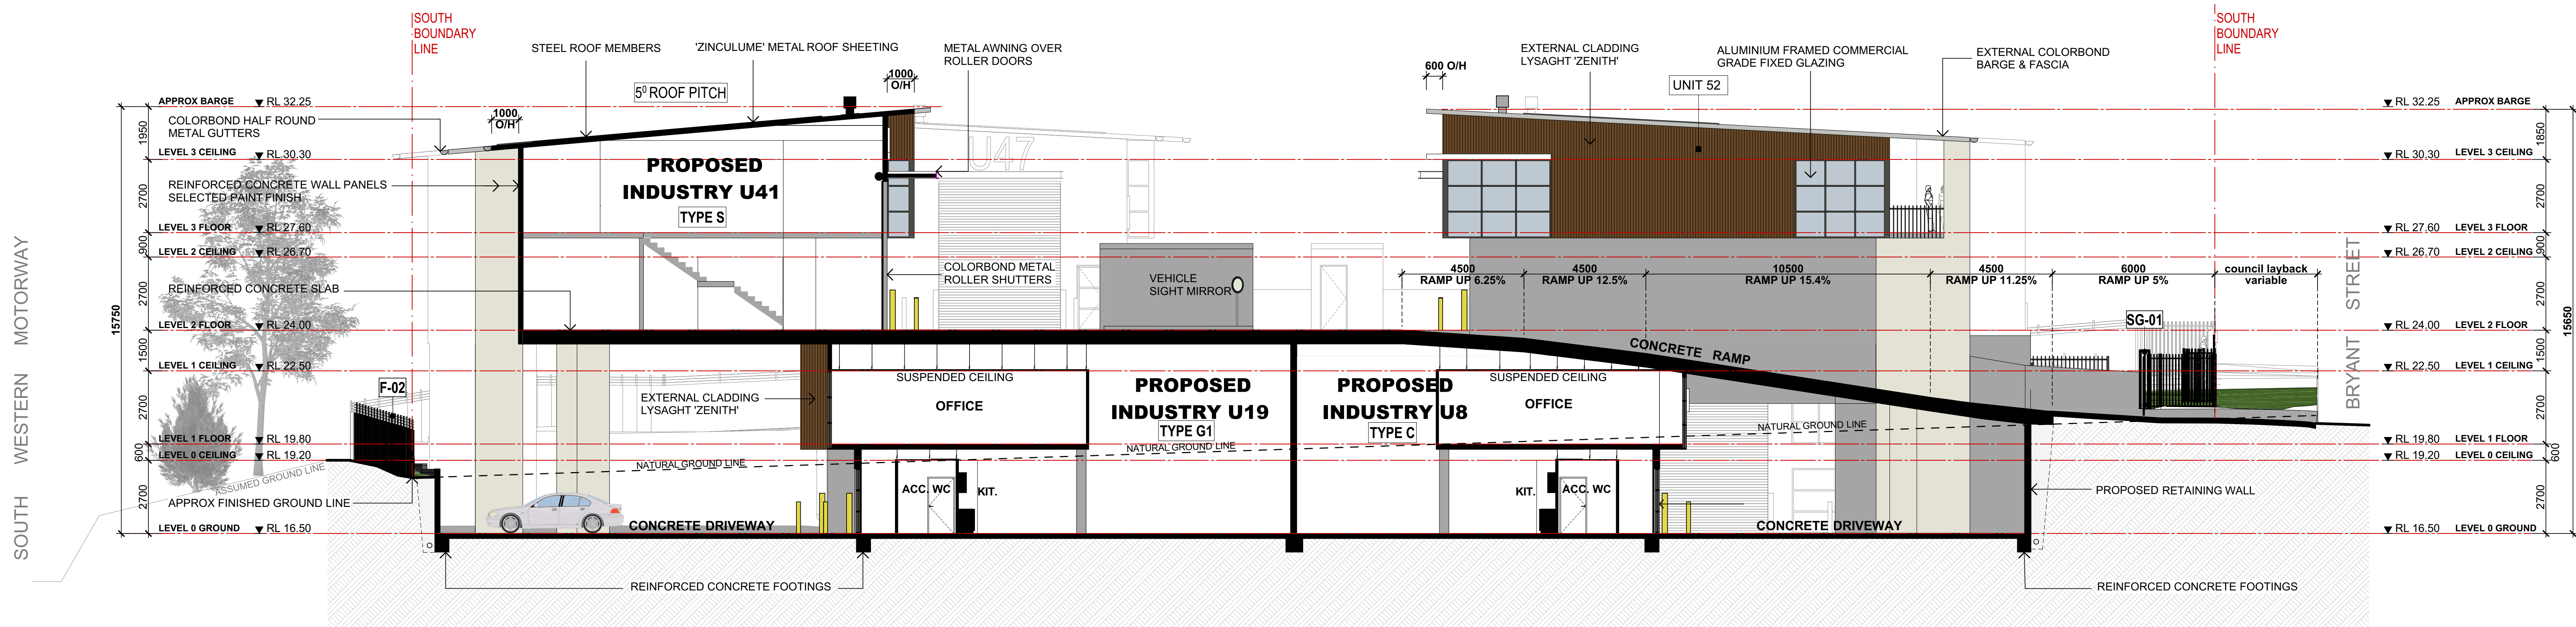 SOUTH
BOUNDARY
LINE
STEEL ROOF MEMBERS
'ZINCULUME' METAL ROOF SHEETING
METAL AWNING OVER
ROLLER DOORS
EXTERNAL CLADDING
LYSAGHT 'ZENITH'
ALUMINIUM FRAMED COMMERCIAL
GRADE FIXED GLAZING
EXTERNAL COLORBOND
BARGE & FASCIA
SOUTH
BOUNDARY
LINE
1000
O/H
600 O/H
5⁰ ROOF PITCH
UNIT 52
APPROX BARGE RL 32.25
RL 32.25 APPROX BARGE
COLORBOND HALF ROUND
METAL GUTTERS
1000
O/H
1950
1850
U47
LEVEL 3 CEILING RL 30.30
RL 30.30 LEVEL 3 CEILING
PROPOSED
INDUSTRY U41
TYPE S
REINFORCED CONCRETE WALL PANELS
SELECTED PAINT FINISH
2700
2700
LEVEL 3 FLOOR RL 27.60
RL 27.60 LEVEL 3 FLOOR
900
900
LEVEL 2 CEILING RL 26.70
RL 26.70 LEVEL 2 CEILING
COLORBOND METAL
ROLLER SHUTTERS
VEHICLE
SIGHT MIRROR
4500
RAMP UP 6.25%
4500
RAMP UP 12.5%
10500
RAMP UP 15.4%
4500
RAMP UP 11.25%
6000
RAMP UP 5%
council layback
variable
REINFORCED CONCRETE SLAB
2700
2700
15750
15650
SG-01
LEVEL 2 FLOOR RL 24.00
RL 24.00 LEVEL 2 FLOOR
1500
1500
CONCRETE RAMP
LEVEL 1 CEILING RL 22.50
RL 22.50 LEVEL 1 CEILING
F-02
SUSPENDED CEILING
OFFICE
PROPOSED
INDUSTRY U19
TYPE G1
PROPOSED
INDUSTRY U8
TYPE C
SUSPENDED CEILING
OFFICE
EXTERNAL CLADDING
LYSAGHT 'ZENITH'
2700
2700
NATURAL GROUND LINE
NATURAL GROUND LINE
NATURAL GROUND LINE
LEVEL 1 FLOOR RL 19.80
RL 19.80 LEVEL 1 FLOOR
600
600
LEVEL 0 CEILING RL 19.20
RL 19.20 LEVEL 0 CEILING
ASSUMED GROUND LINE
APPROX FINISHED GROUND LINE
2700
2700
ACC. WC
KIT.
KIT.
ACC. WC
PROPOSED RETAINING WALL
LEVEL 0 GROUND RL 16.50
RL 16.50 LEVEL 0 GROUND
CONCRETE DRIVEWAY
CONCRETE DRIVEWAY
REINFORCED CONCRETE FOOTINGS
REINFORCED CONCRETE FOOTINGS
SOUTH WESTERN MOTORWAY
BRYANT STREET